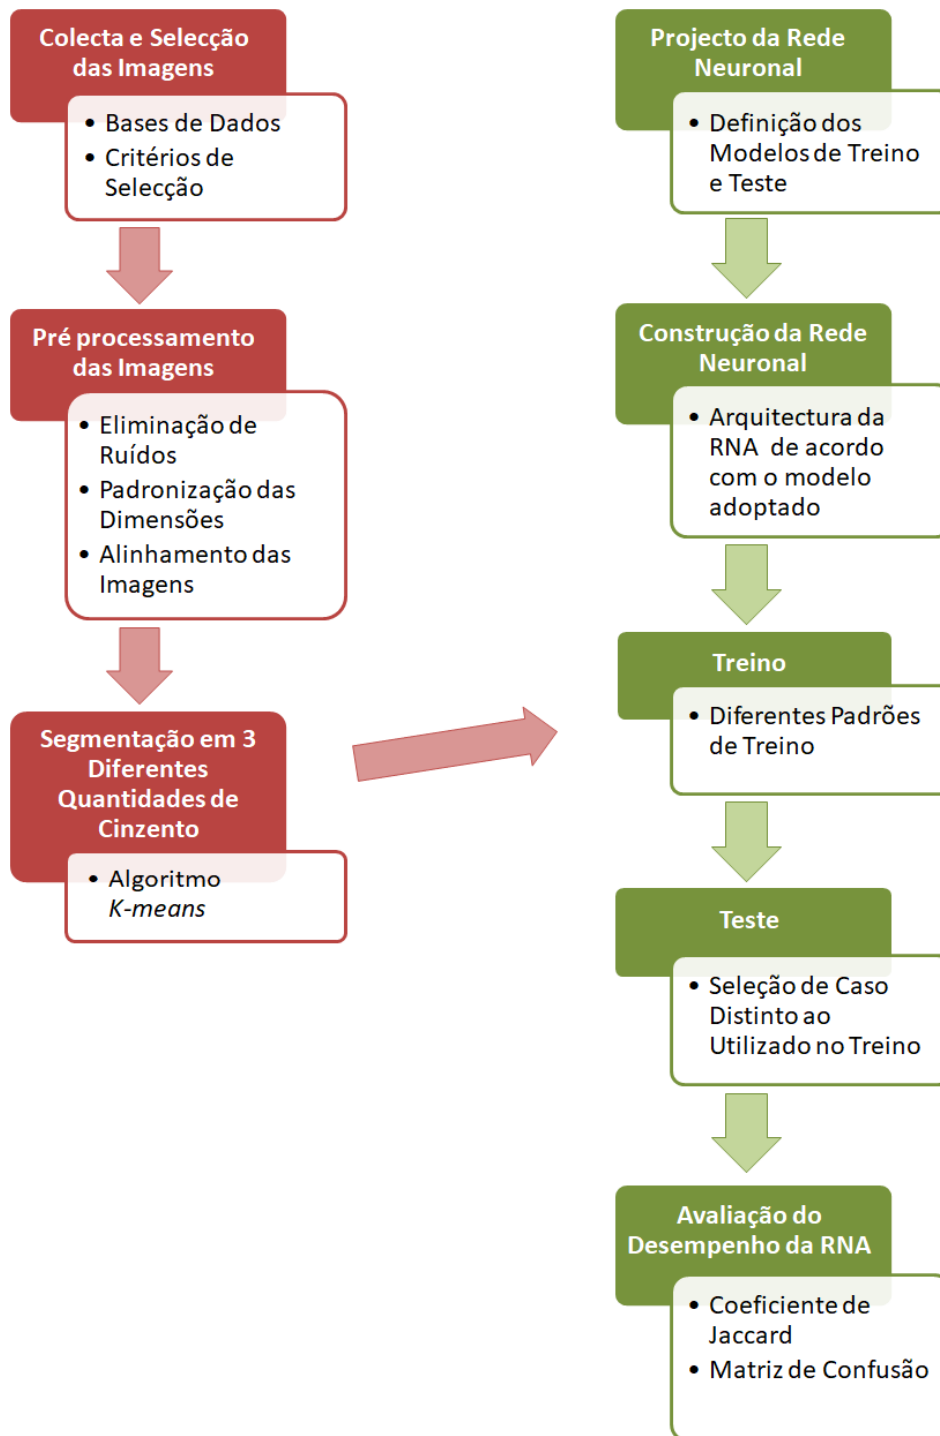 Colecta e Selecção
das Imagens
• Bases de Dados
• Critérios de
Selecção
Pré processamento
das Imagens
• Eliminação de
Ruídos
• Padronização das
Dimensões
• Alinhamento das
Imagens
Segmentação em 3
Diferentes
Quantidades de
Cinzento
• Algoritmo
K-means
Projecto da Rede
Neuronal
• Definição dos
Modelos de Treino
e Teste
Construção da Rede
Neuronal
• Arquitectura da
RNA de acordo
com o modelo
adoptado
Treino
• Diferentes Padrões
de Treino
Teste
• Seleção de Caso
Distinto ao
Utilizado no Treino
Avaliação do
Desempenho da RNA
• Coeficiente de
Jaccard
• Matriz de Confusão